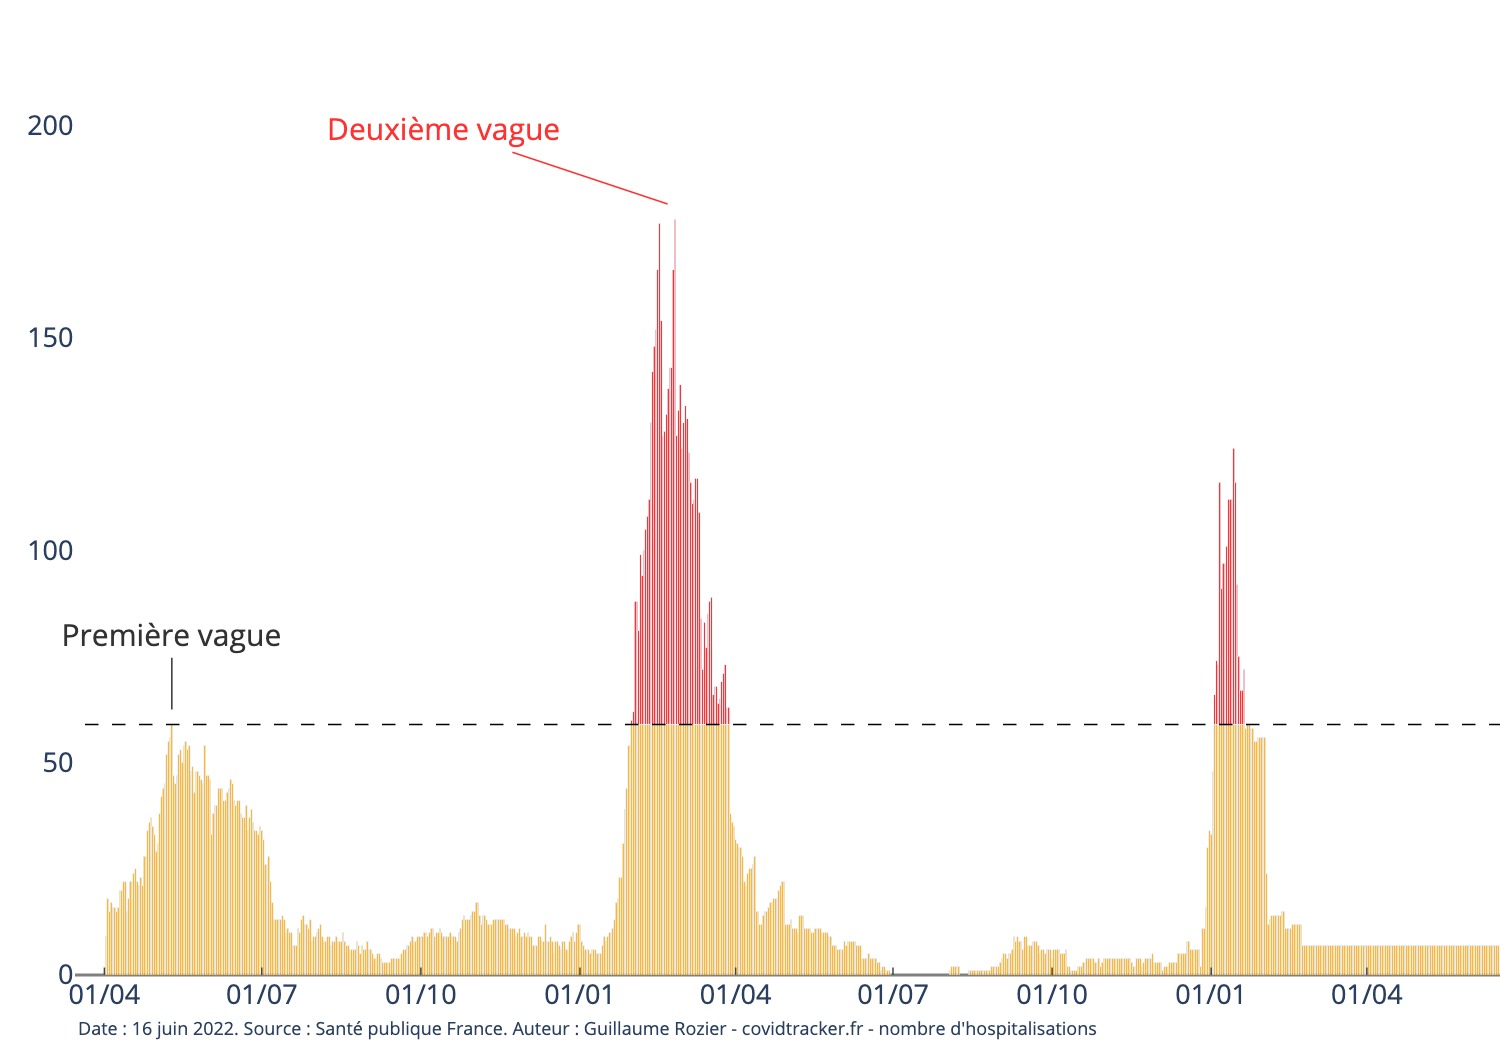 200
Deuxième vague
150
100
Première vague
50
0
01/04 01/07 01/10 01/01 01/04 01/07 01/10 01/01 01/04
Date : 16 juin 2022. Source : Santé publique France. Auteur : Guillaume Rozier - covidtracker.fr - nombre d'hospitalisations